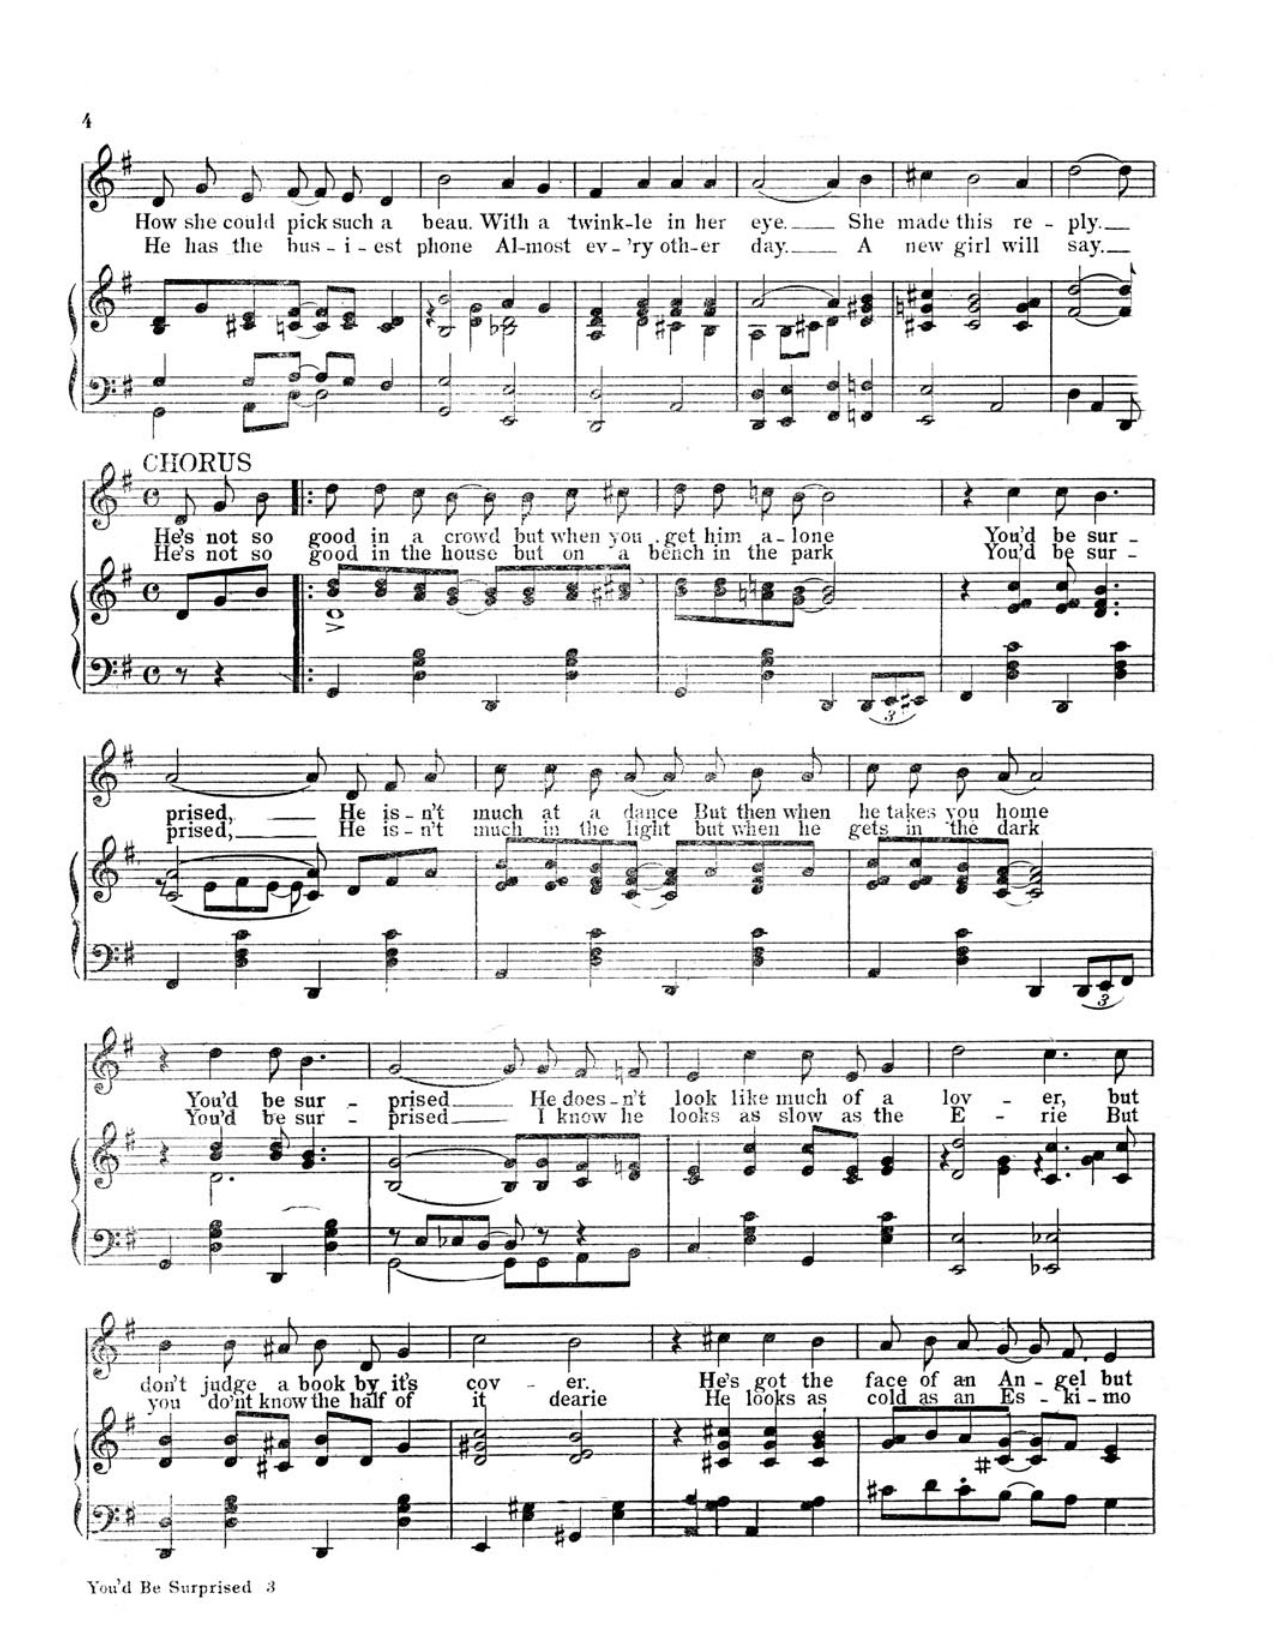 4
How she could pick such a beau. With a twink-le in her eye. She made this re - ply.
He has the bus - i - est phone Al-most ev-'ry oth-er day. A new girl will say.
CHORUS
He's not so good in a crowd but when you get him a - lone You'd be sur -
He's not so good in the house but on a bench in the park You'd be sur -
3
prised, He is - n't much at a dance But then when he takes you home
prised, He is - n't much in the light but when he gets in the dark
3
You'd be sur - prised He does - n't look like much of a lov - er, but
You'd be sur - prised I know he looks as slow as the E - rie But
don't judge a book by it's cov - er. He's got the face of an An - gel but
you do'nt know the half of it dearie He looks as cold as an Es - ki - mo
You'd Be Surprised 3